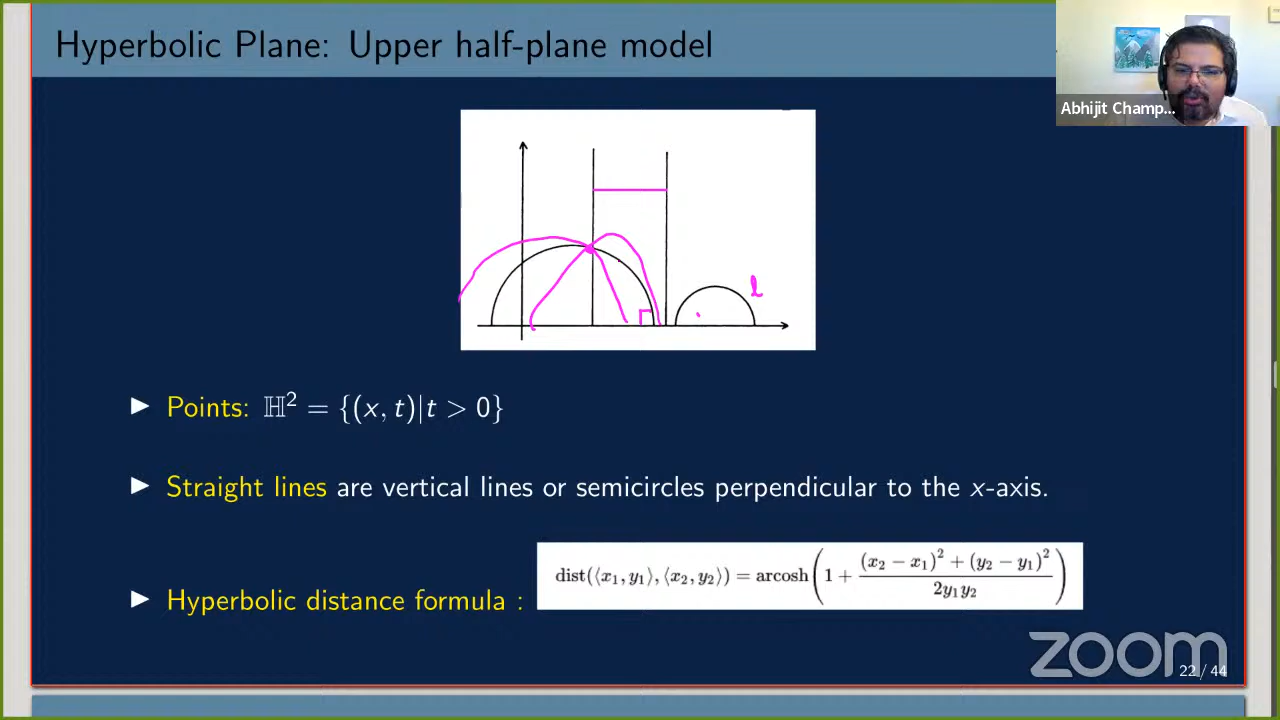 Hyperbolic Plane: Upper half-plane model
Abhijit Champ...
l
▶ Points: ℍ² = {(x, t)|t > 0}
▶ Straight lines are vertical lines or semicircles perpendicular to the x-axis.
▶ Hyperbolic distance formula : dist(⟨x₁, y₁⟩, ⟨x₂, y₂⟩) = arcosh(1 + ((x₂ − x₁)² + (y₂ − y₁)²)/(2y₁y₂))
zoom
22 / 44